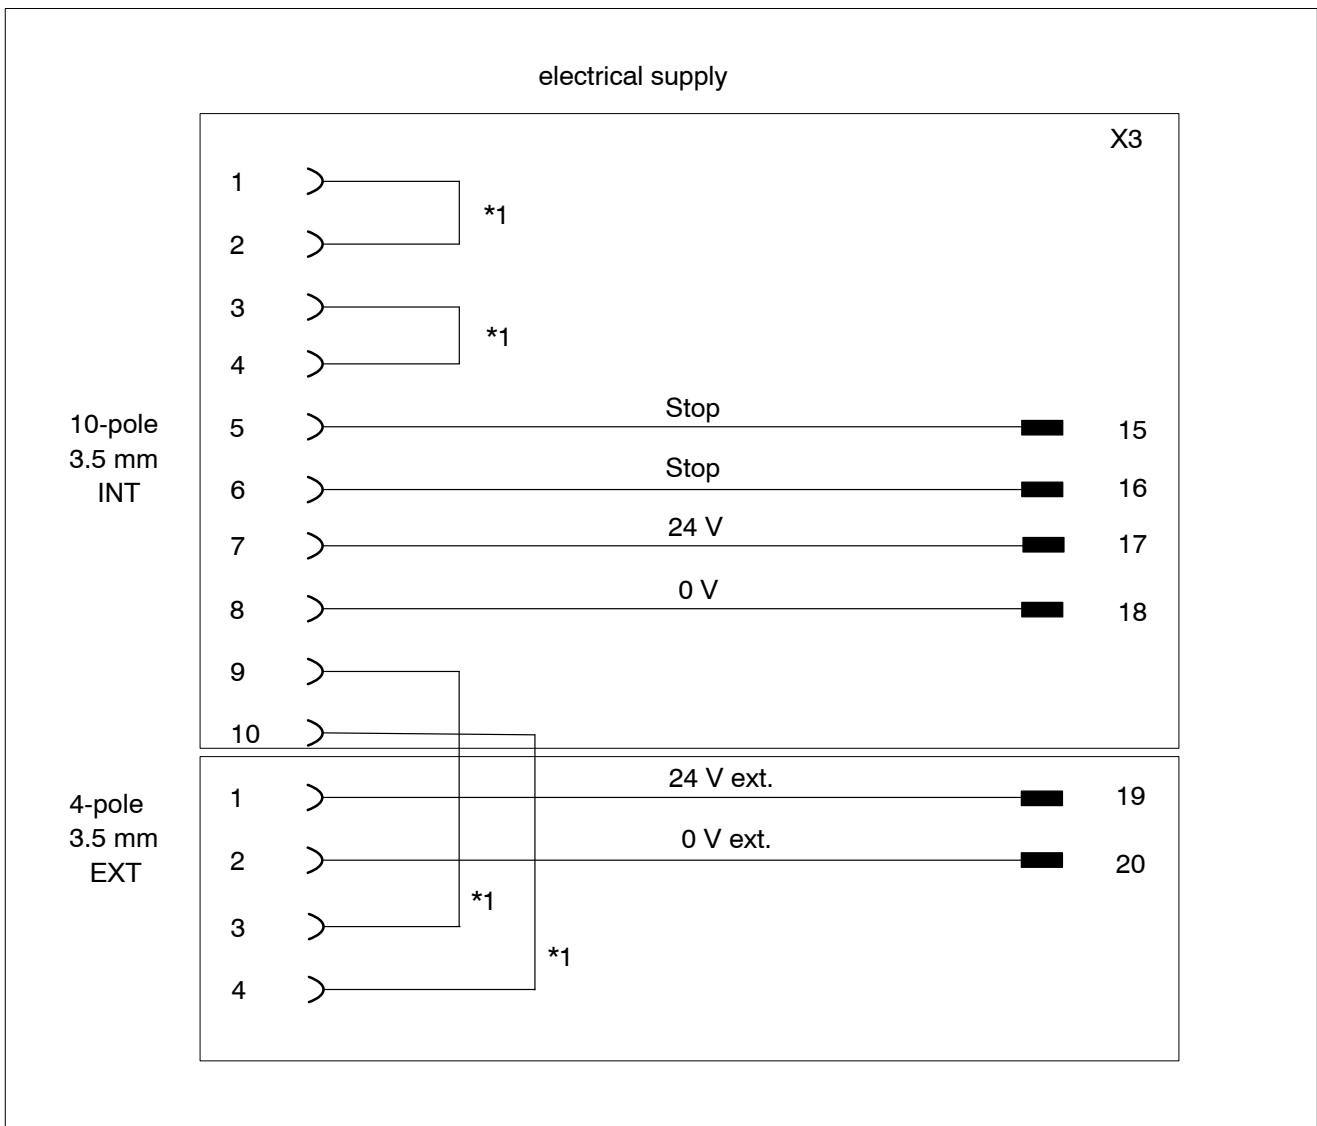 electrical supply
X3
1
*1
2
3
*1
4
10-pole
3.5 mm
INT
5
Stop
15
6
Stop
16
7
24 V
17
8
0 V
18
9
10
4-pole
3.5 mm
EXT
1
24 V ext.
19
2
0 V ext.
20
*1
3
*1
4